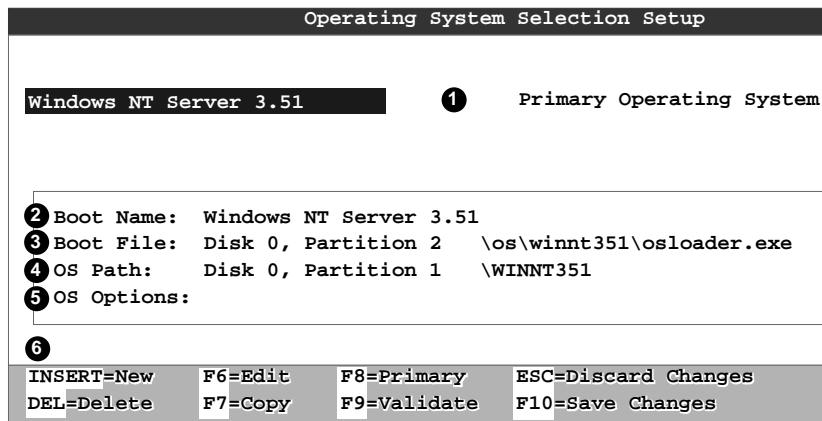 Operating System Selection Setup
Windows NT Server 3.51 1 Primary Operating System
2 Boot Name: Windows NT Server 3.51
3 Boot File: Disk 0, Partition 2 \os\winnt351\osloader.exe
4 OS Path: Disk 0, Partition 1 \WINNT351
5 OS Options:
6
INSERT=New F6=Edit F8=Primary ESC=Discard Changes
DEL=Delete F7=Copy F9=Validate F10=Save Changes